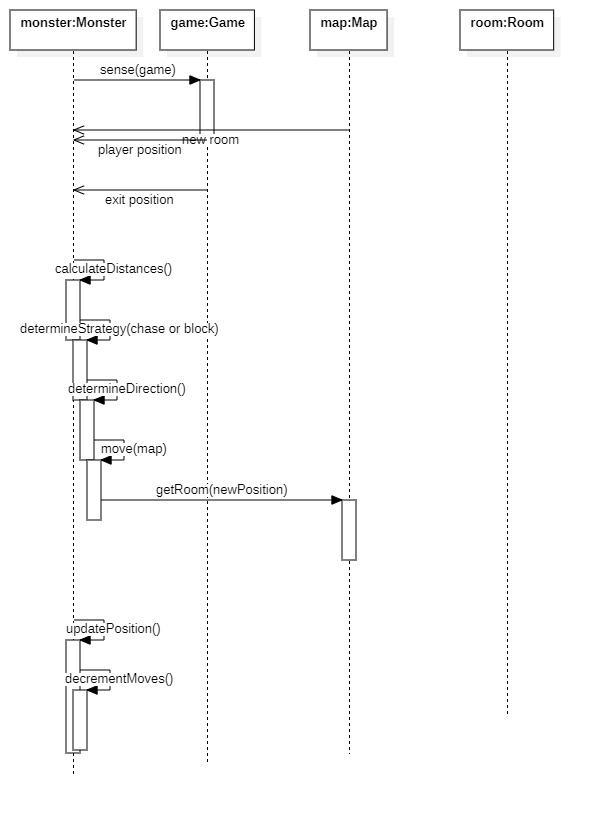 monster:Monster
game:Game
map:Map
room:Room
sense(game)
new room
player position
exit position
calculateDistances()
determineStrategy(chase or block)
determineDirection()
move(map)
getRoom(newPosition)
updatePosition()
decrementMoves()